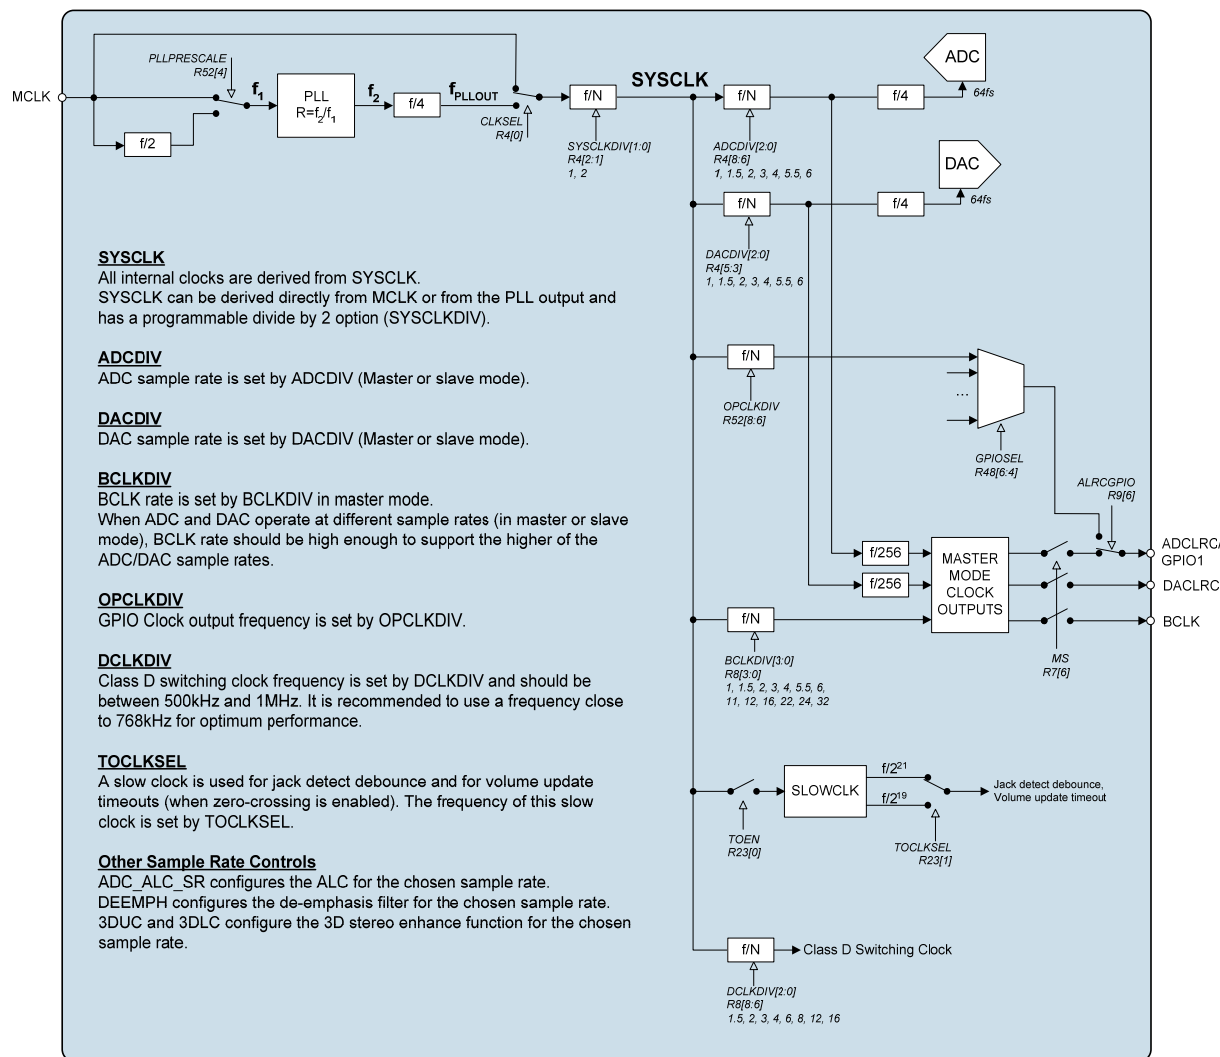 MCLK
PLLPRESCALE
R52[4]
f/2
f1
PLL
R=f2/f1
f2
f/4
fPLLOUT
CLKSEL
R4[0]
f/N
SYSCLKDIV[1:0]
R4[2:1]
1, 2
SYSCLK
f/N
ADCDIV[2:0]
R4[8:6]
1, 1.5, 2, 3, 4, 5.5, 6
f/4
ADC
64fs
f/N
DACDIV[2:0]
R4[5:3]
1, 1.5, 2, 3, 4, 5.5, 6
f/4
DAC
64fs
SYSCLK
All internal clocks are derived from SYSCLK.
SYSCLK can be derived directly from MCLK or from the PLL output and
has a programmable divide by 2 option (SYSCLKDIV).
ADCDIV
ADC sample rate is set by ADCDIV (Master or slave mode).
DACDIV
DAC sample rate is set by DACDIV (Master or slave mode).
BCLKDIV
BCLK rate is set by BCLKDIV in master mode.
When ADC and DAC operate at different sample rates (in master or slave
mode), BCLK rate should be high enough to support the higher of the
ADC/DAC sample rates.
OPCLKDIV
GPIO Clock output frequency is set by OPCLKDIV.
DCLKDIV
Class D switching clock frequency is set by DCLKDIV and should be
between 500kHz and 1MHz. It is recommended to use a frequency close
to 768kHz for optimum performance.
TOCLKSEL
A slow clock is used for jack detect debounce and for volume update
timeouts (when zero-crossing is enabled). The frequency of this slow
clock is set by TOCLKSEL.
Other Sample Rate Controls
ADC_ALC_SR configures the ALC for the chosen sample rate.
DEEMPH configures the de-emphasis filter for the chosen sample rate.
3DUC and 3DLC configure the 3D stereo enhance function for the chosen
sample rate.
f/N
OPCLKDIV
R52[8:6]
...
GPIOSEL
R48[6:4]
ALRCGPIO
R9[6]
f/256
f/256
MASTER
MODE
CLOCK
OUTPUTS
ADCLRC/
GPIO1
DACLRC
BCLK
MS
R7[6]
f/N
BCLKDIV[3:0]
R8[3:0]
1, 1.5, 2, 3, 4, 5.5, 6,
11, 12, 16, 22, 24, 32
TOEN
R23[0]
SLOWCLK
f/2^21
f/2^19
TOCLKSEL
R23[1]
Jack detect debounce,
Volume update timeout
f/N
Class D Switching Clock
DCLKDIV[2:0]
R8[8:6]
1.5, 2, 3, 4, 6, 8, 12, 16